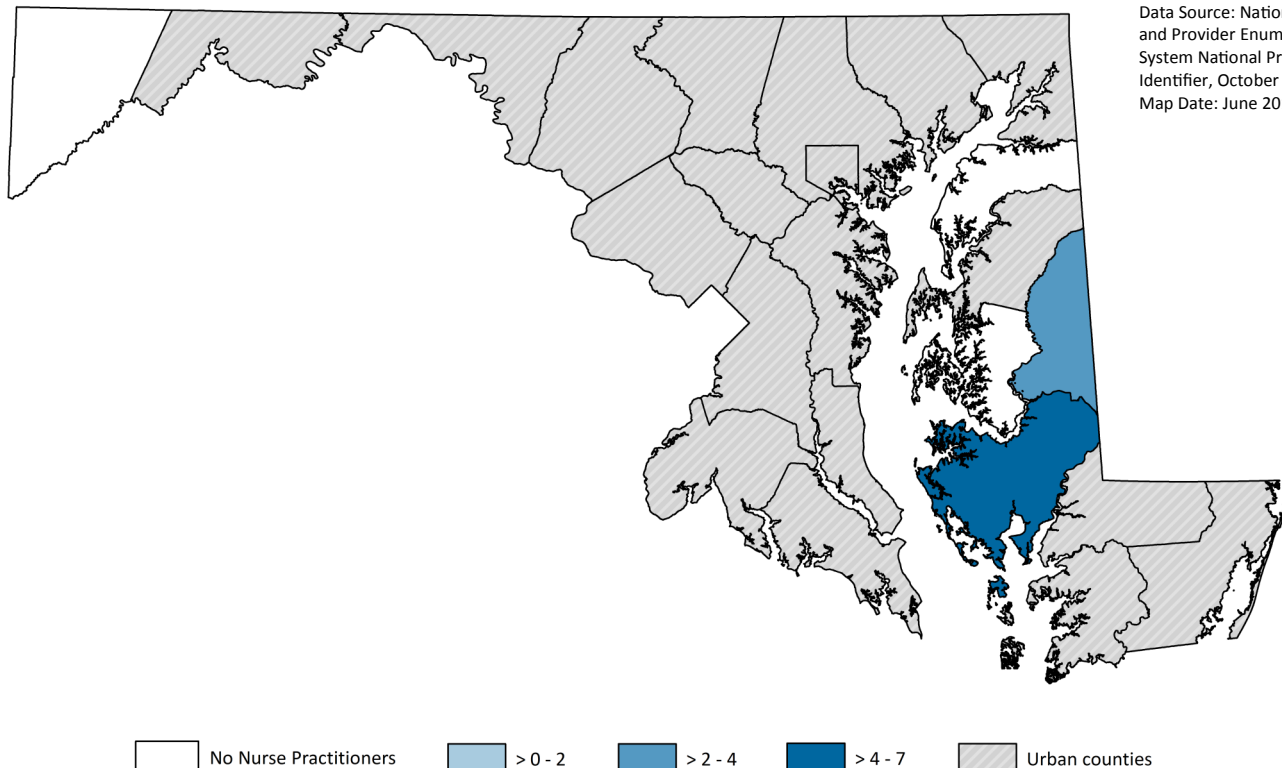 Data Source: Natio
and Provider Enum
System National Pr
Identifier, October
Map Date: June 20
No Nurse Practitioners
> 0 - 2
> 2 - 4
> 4 - 7
Urban counties